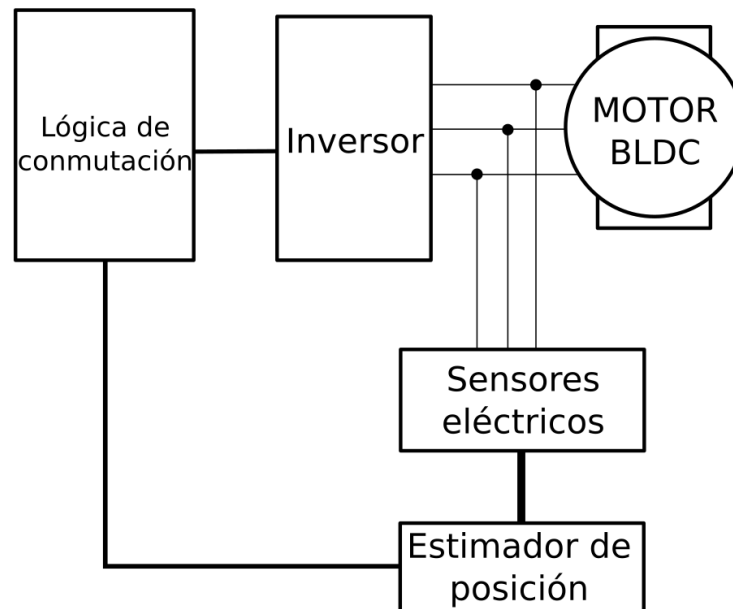 Lógica de
conmutación
Inversor
MOTOR
BLDC
Sensores
eléctricos
Estimador de
posición